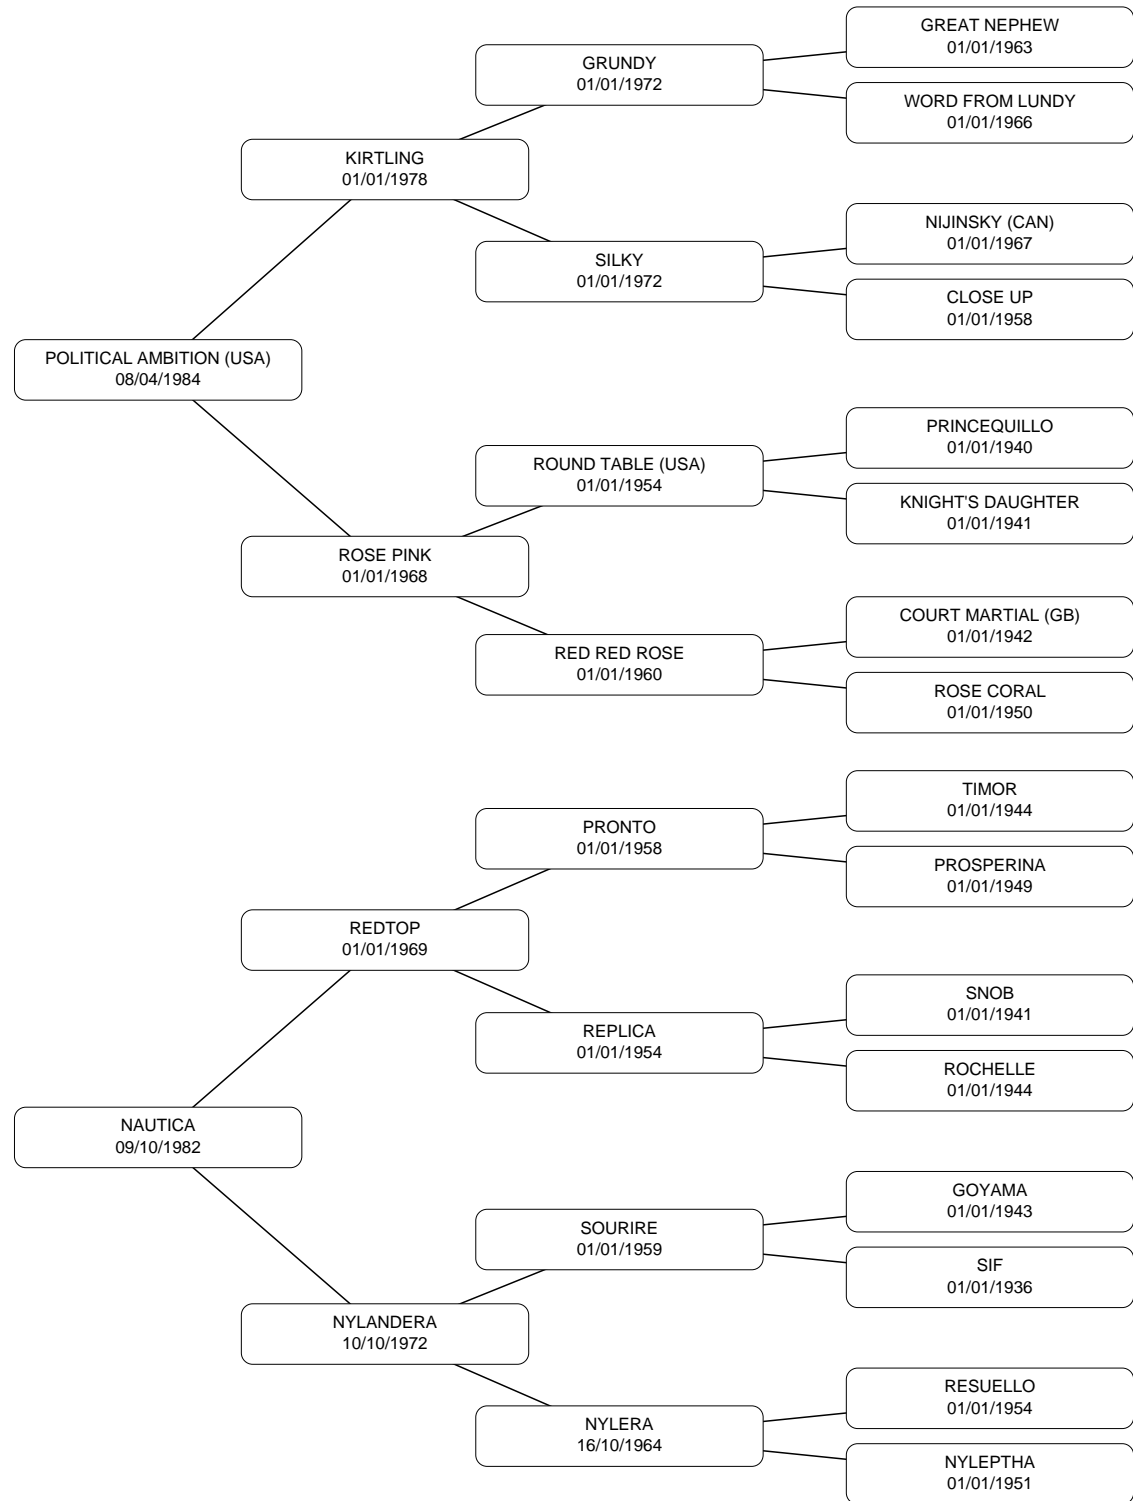 GREAT NEPHEW
01/01/1963
GRUNDY
01/01/1972
WORD FROM LUNDY
01/01/1966
KIRTLING
01/01/1978
NIJINSKY (CAN)
01/01/1967
SILKY
01/01/1972
CLOSE UP
01/01/1958
POLITICAL AMBITION (USA)
08/04/1984
PRINCEQUILLO
01/01/1940
ROUND TABLE (USA)
01/01/1954
KNIGHT'S DAUGHTER
01/01/1941
ROSE PINK
01/01/1968
COURT MARTIAL (GB)
01/01/1942
RED RED ROSE
01/01/1960
ROSE CORAL
01/01/1950
TIMOR
01/01/1944
PRONTO
01/01/1958
PROSPERINA
01/01/1949
REDTOP
01/01/1969
SNOB
01/01/1941
REPLICA
01/01/1954
ROCHELLE
01/01/1944
NAUTICA
09/10/1982
GOYAMA
01/01/1943
SOURIRE
01/01/1959
SIF
01/01/1936
NYLANDERA
10/10/1972
RESUELLO
01/01/1954
NYLERA
16/10/1964
NYLEPTHA
01/01/1951